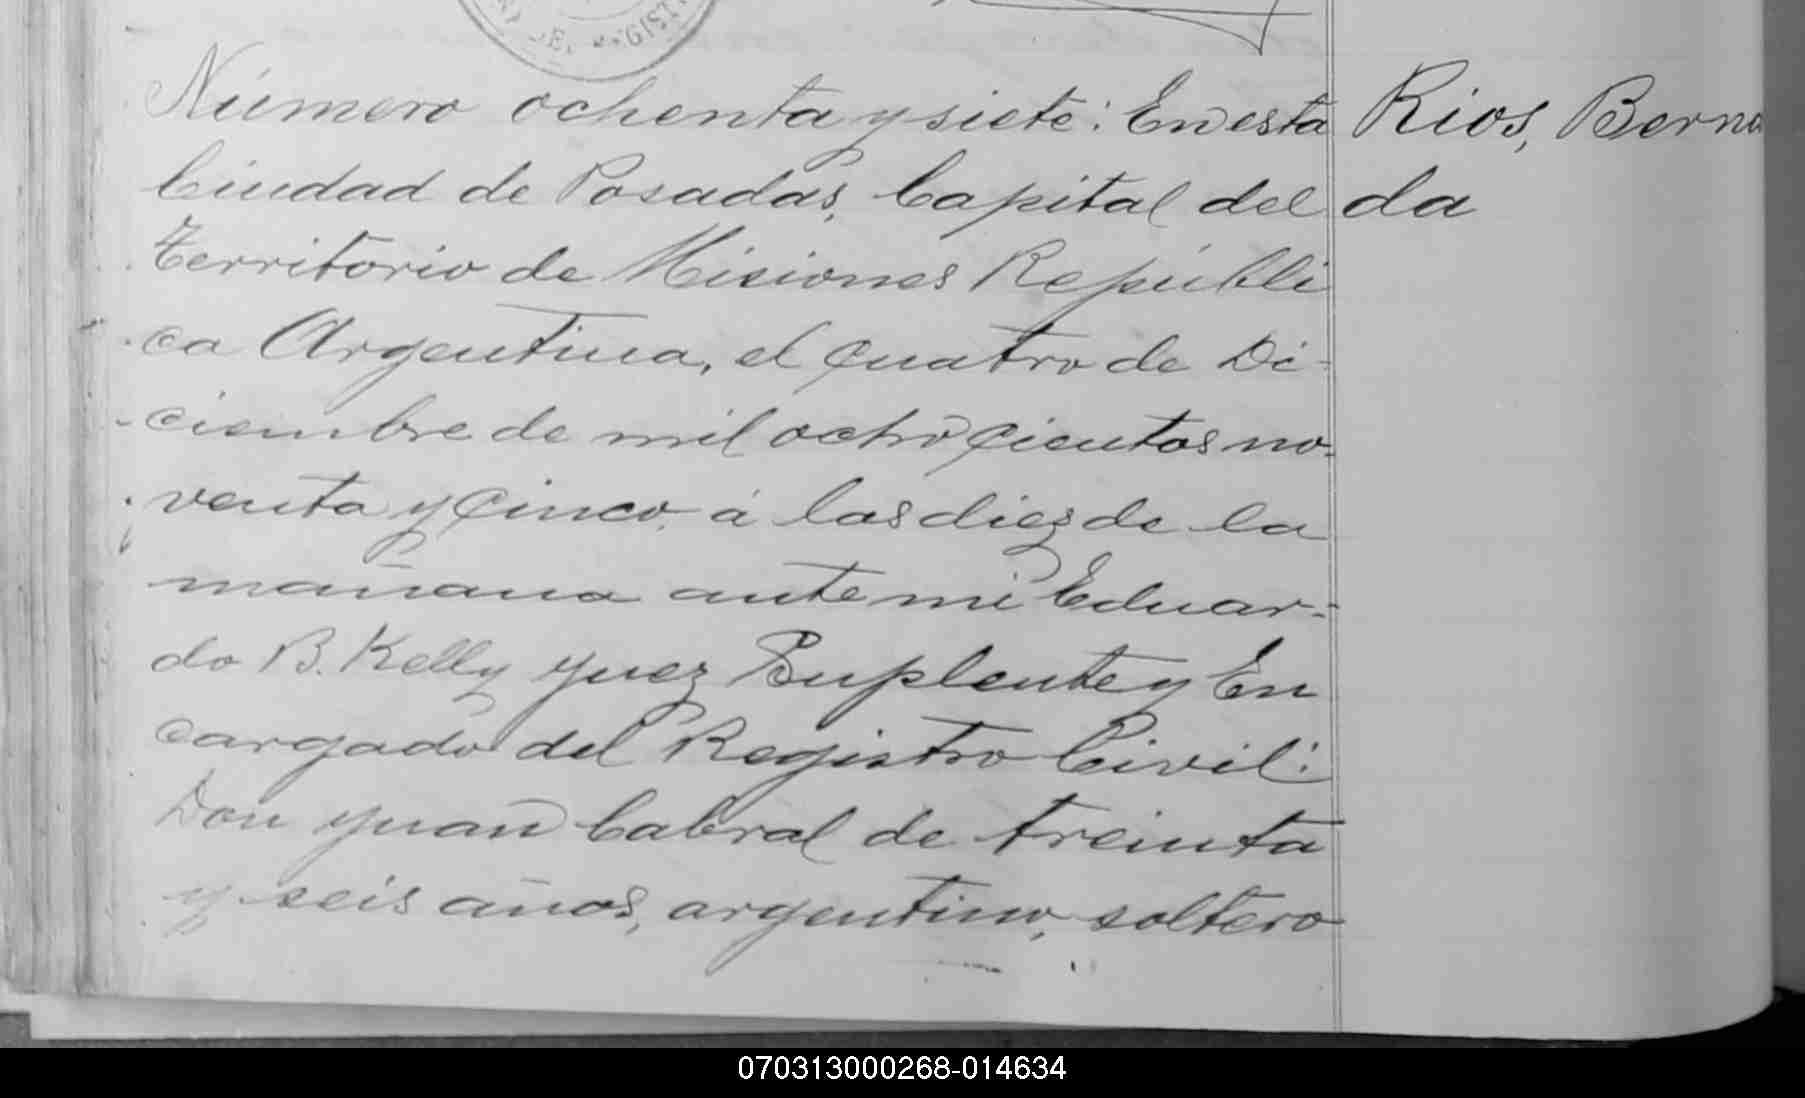 Número ochenta y siete: En esta
Ciudad de Posadas, Capital del
Territorio de Misiones Repúbli
ca Argentina, el cuatro de Di-
ciembre de mil ochocientos no-
venta y cinco, á las diez de la
mañana ante mi Eduar-
do B. Kelly Juez Suplente y En
cargado del Registro Civil:
Don Juan Cabral de treinta
y seis años, argentino, soltero
Rios, Berna
da
070313000268-014634